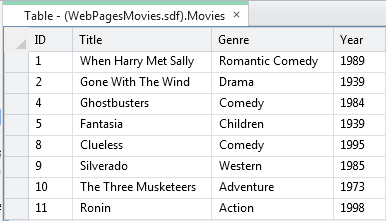 Table - (WebPagesMovies.sdf).Movies ×
ID Title Genre Year
1 When Harry Met Sally Romantic Comedy 1989
2 Gone With The Wind Drama 1939
4 Ghostbusters Comedy 1984
5 Fantasia Children 1939
8 Clueless Comedy 1995
9 Silverado Western 1985
10 The Three Musketeers Adventure 1973
11 Ronin Action 1998